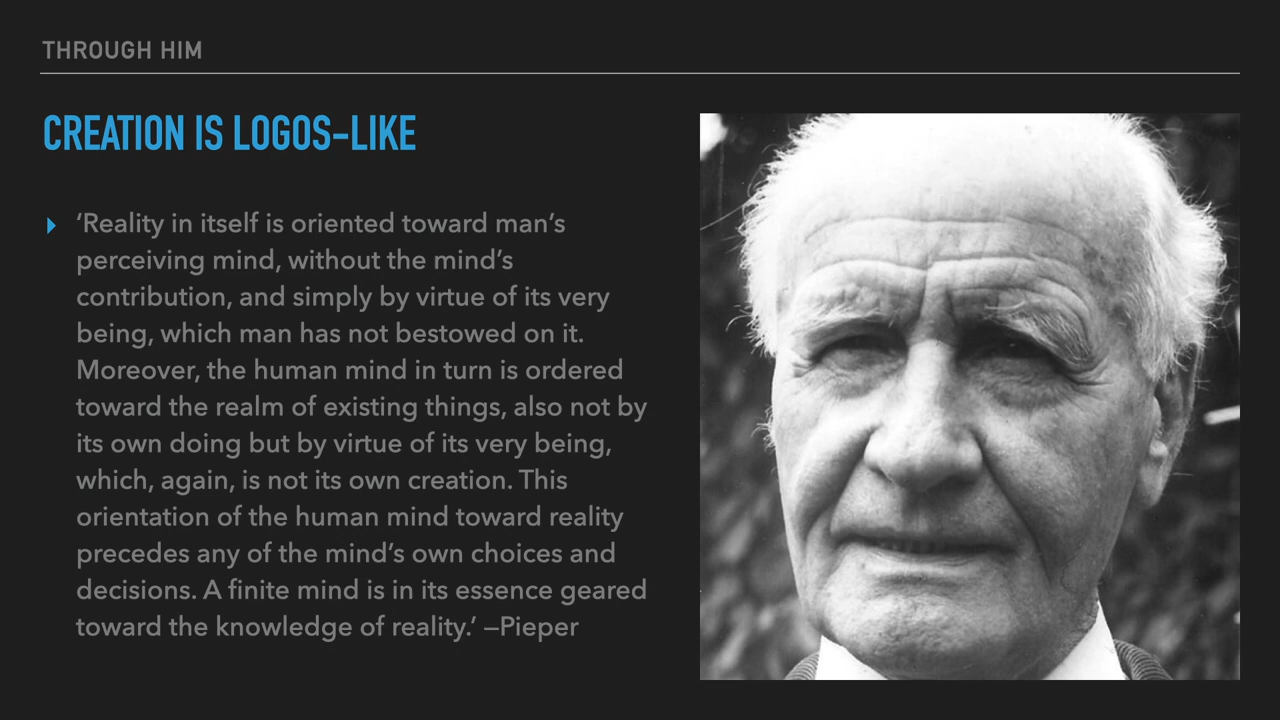 THROUGH HIM
CREATION IS LOGOS-LIKE
‘Reality in itself is oriented toward man’s
perceiving mind, without the mind’s
contribution, and simply by virtue of its very
being, which man has not bestowed on it.
Moreover, the human mind in turn is ordered
toward the realm of existing things, also not by
its own doing but by virtue of its very being,
which, again, is not its own creation. This
orientation of the human mind toward reality
precedes any of the mind’s own choices and
decisions. A finite mind is in its essence geared
toward the knowledge of reality.’ —Pieper